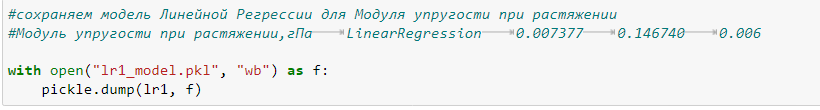 #сохраняем модель Линейной Регрессии для Модуля упругости при растяжении
#Модуль упругости при растяжении,гПа LinearRegression 0.007377 0.146740 0.006
with open("lr1_model.pkl", "wb") as f:
    pickle.dump(lr1, f)